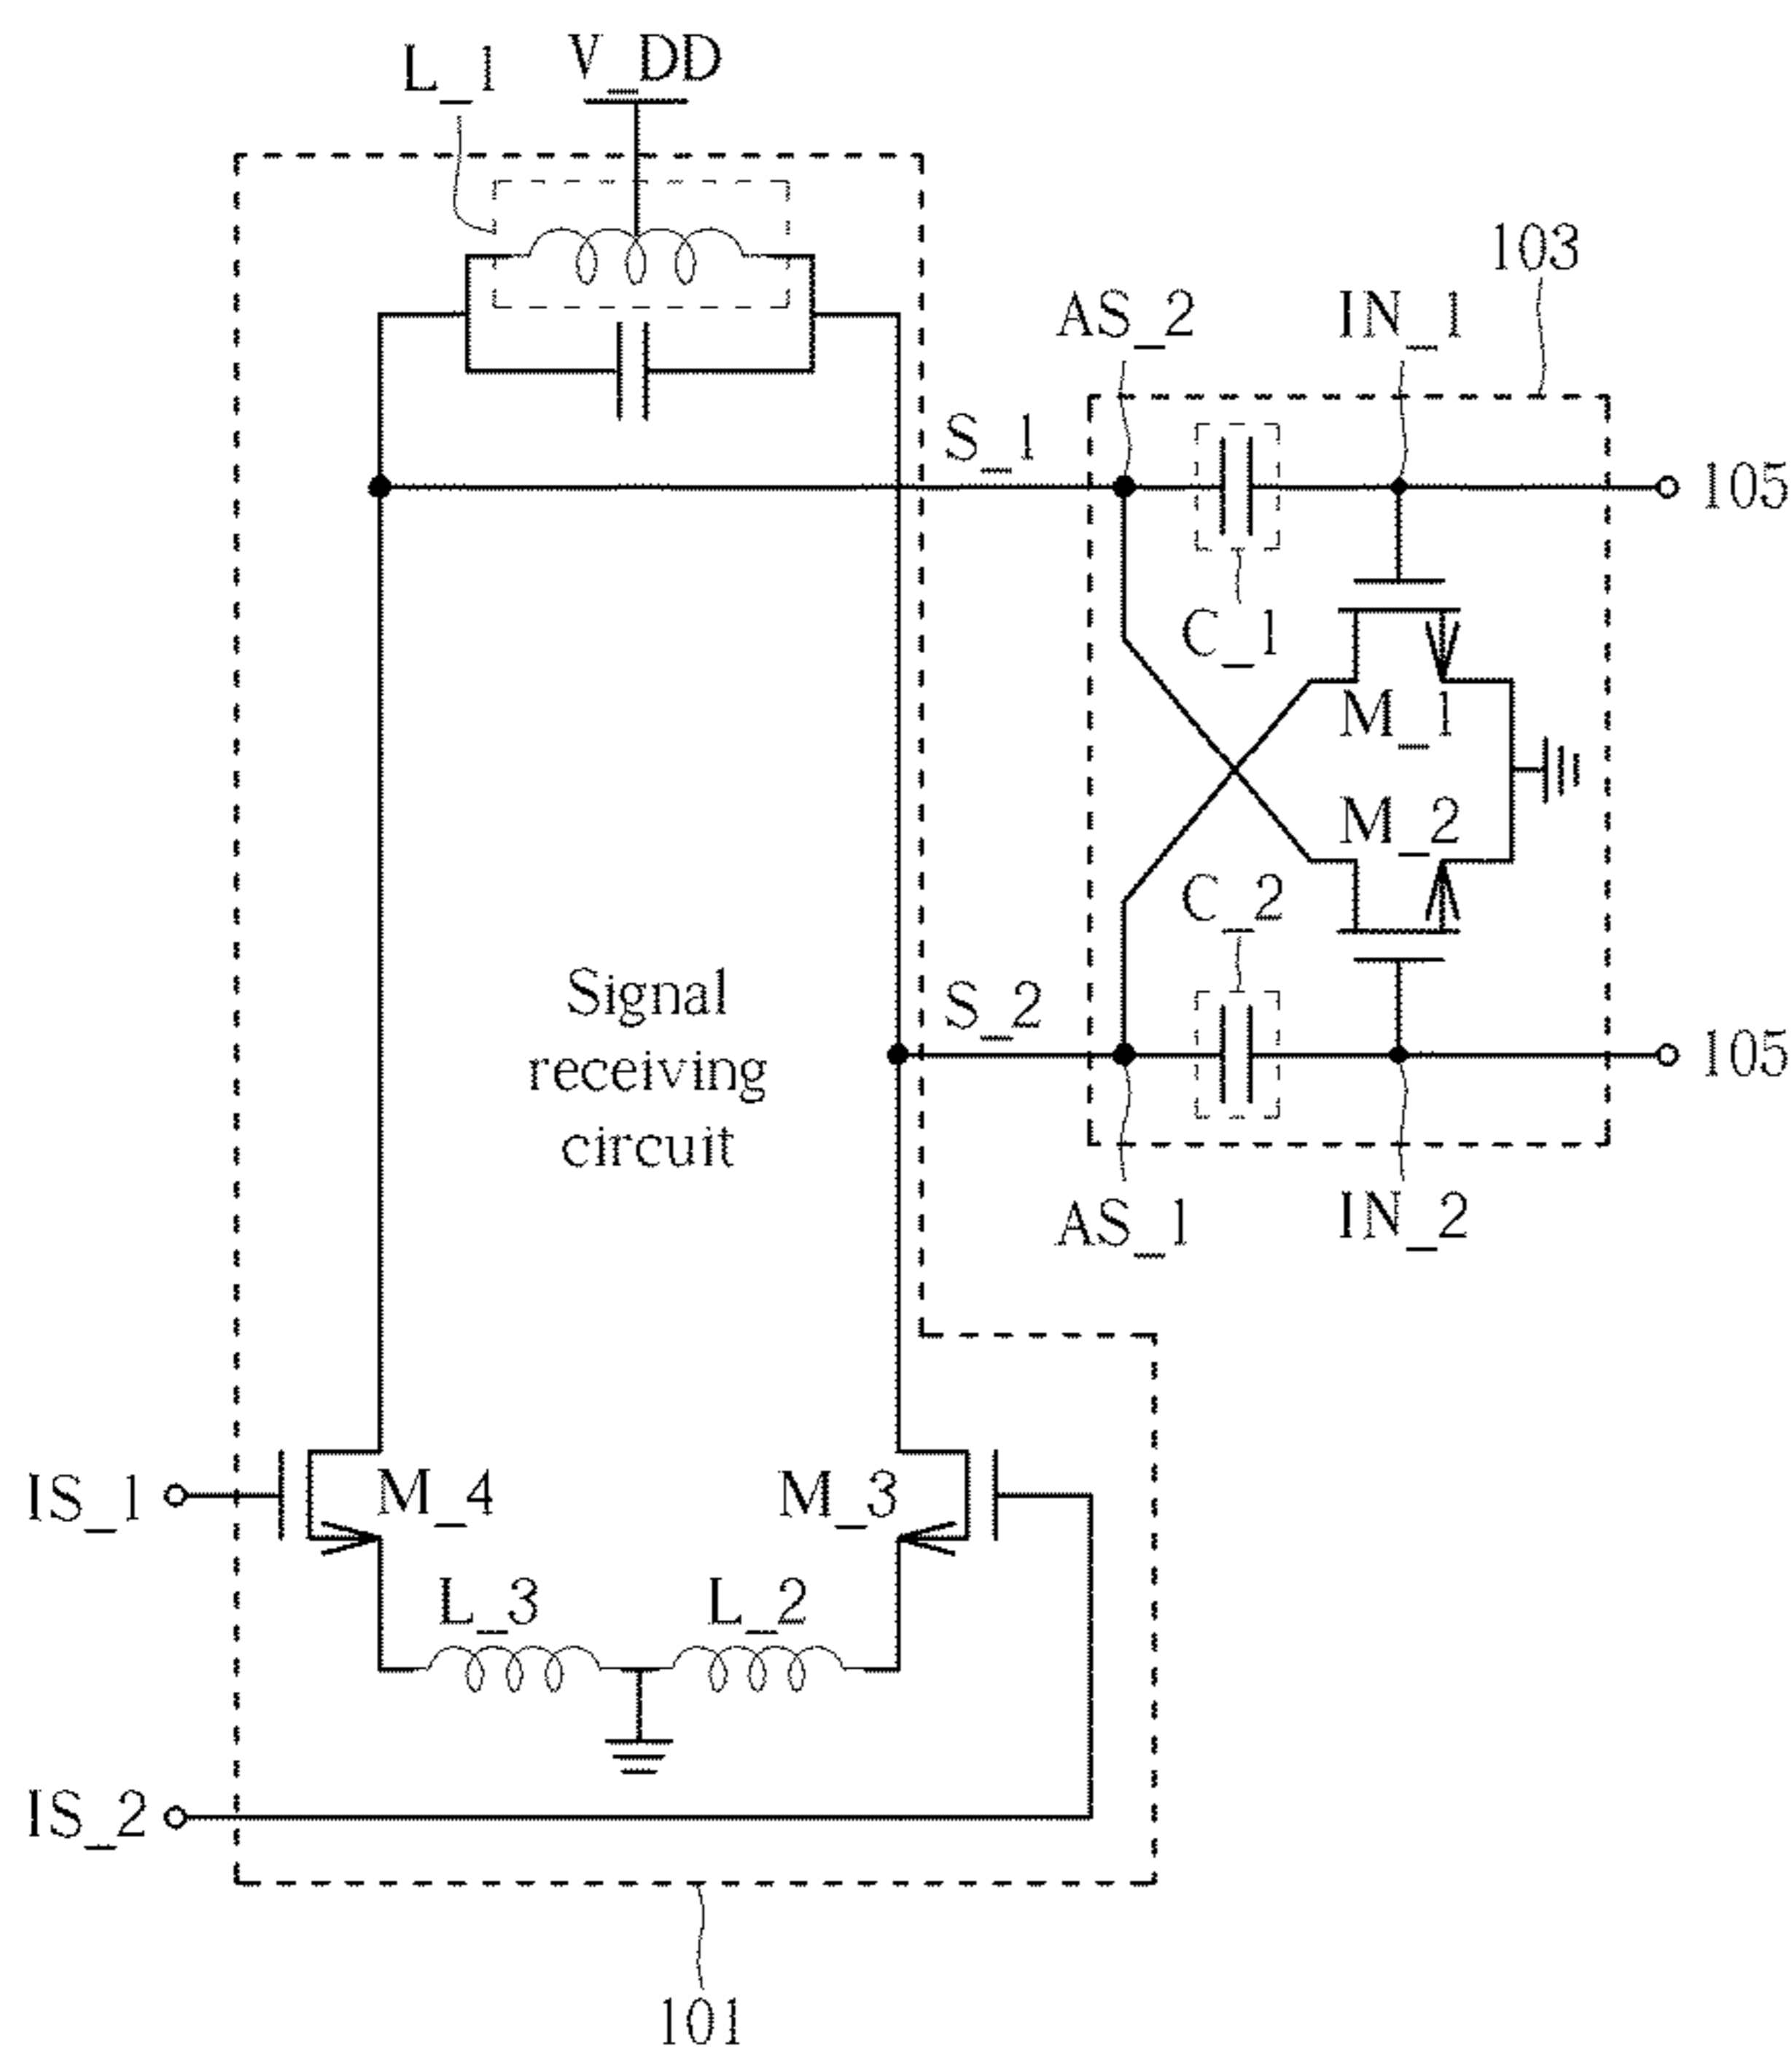 L_1
V_DD
103
AS_2
IN_1
S_1
105
C_1
M_1
M_2
C_2
Signal
receiving
circuit
S_2
105
AS_1
IN_2
IS_1
M_4
M_3
L_3
L_2
IS_2
101